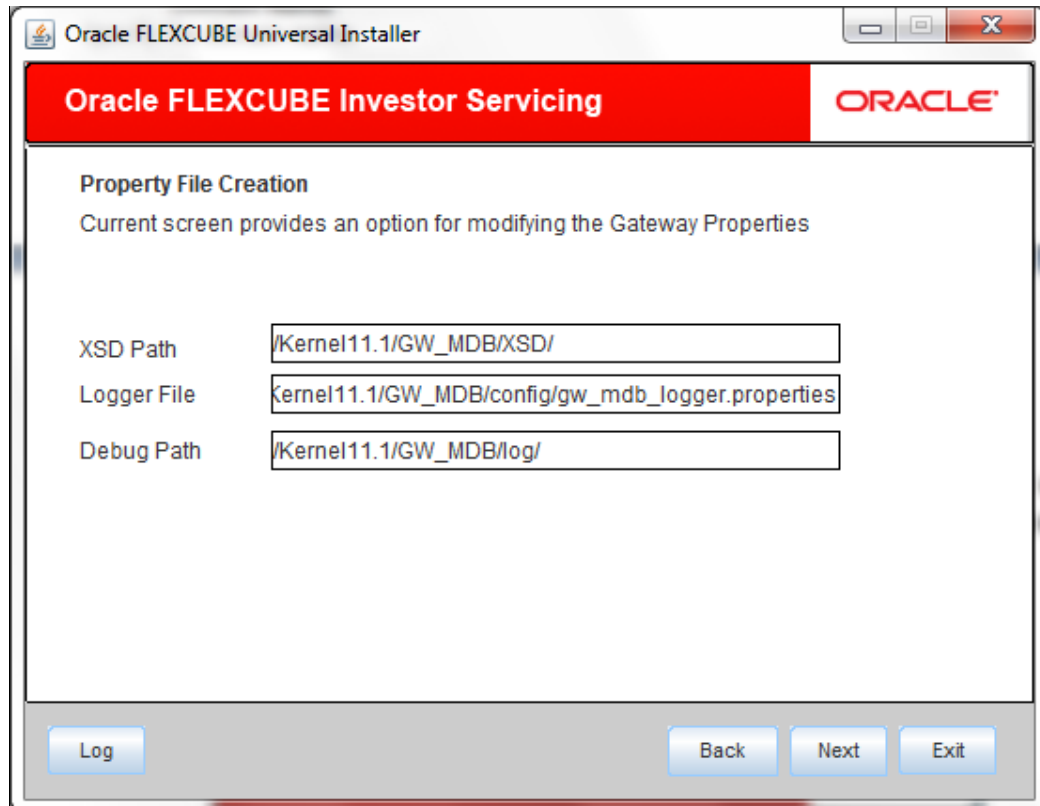 Oracle FLEXCUBE Universal Installer
Oracle FLEXCUBE Investor Servicing
ORACLE
Property File Creation
Current screen provides an option for modifying the Gateway Properties
XSD Path /Kernel11.1/GW_MDB/XSD/
Logger File Kernel11.1/GW_MDB/config/gw_mdb_logger.properties
Debug Path /Kernel11.1/GW_MDB/log/
Log Back Next Exit